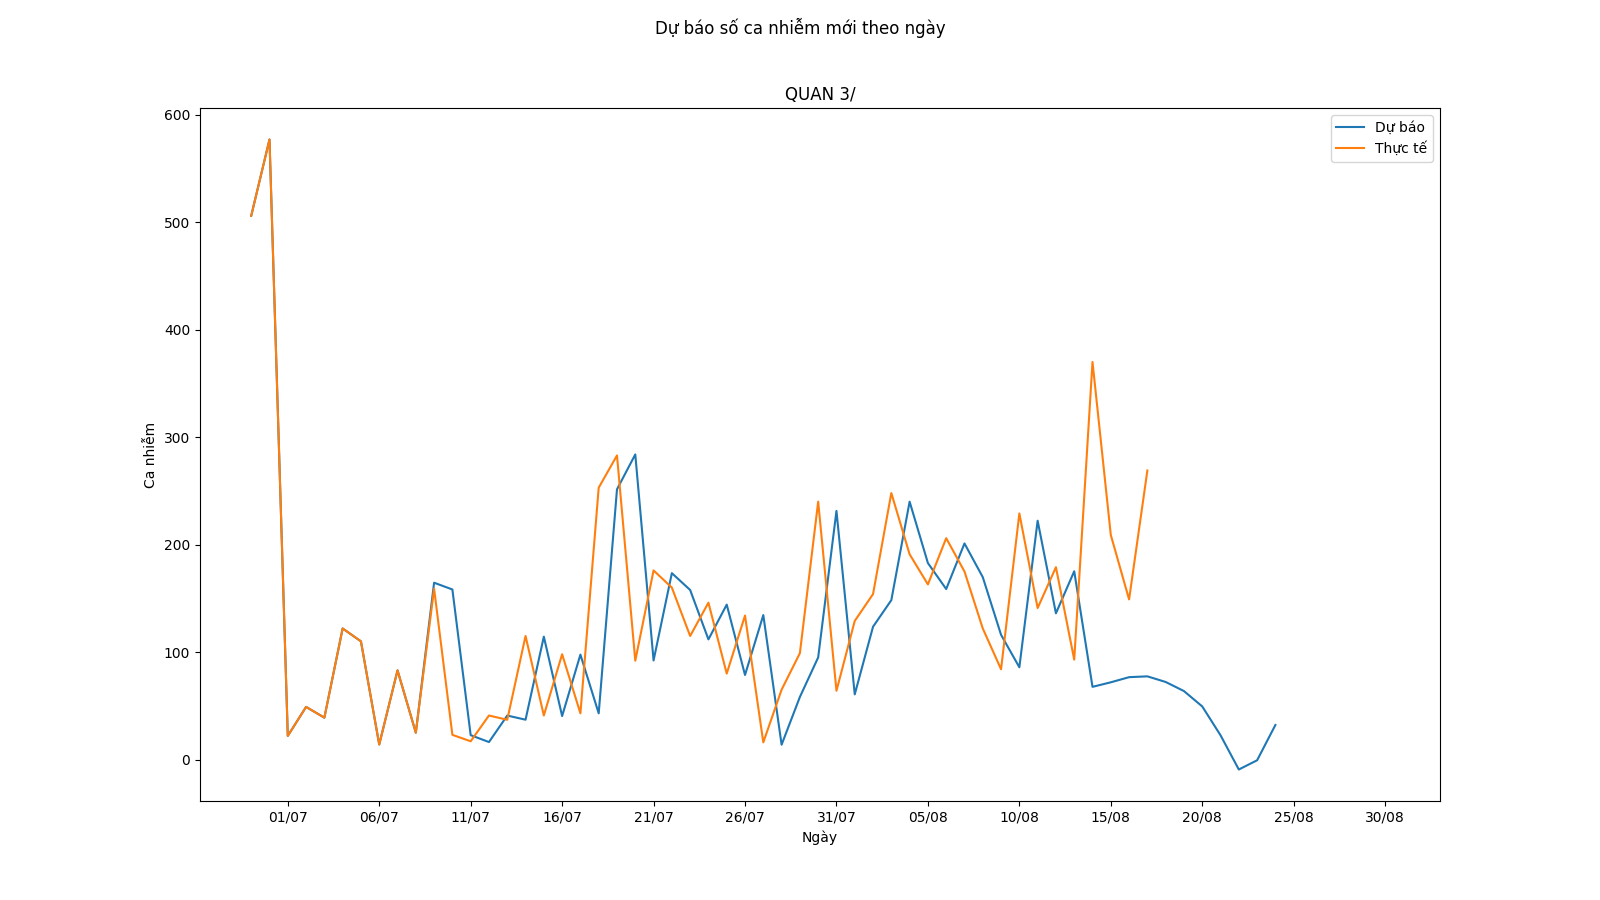 Dự báo số ca nhiễm mới theo ngày
QUAN 3/
Dự báo
Thực tế
600
500
400
300
200
100
0
Ca nhiễm
01/07 06/07 11/07 16/07 21/07 26/07 31/07 05/08 10/08 15/08 20/08 25/08 30/08
Ngày